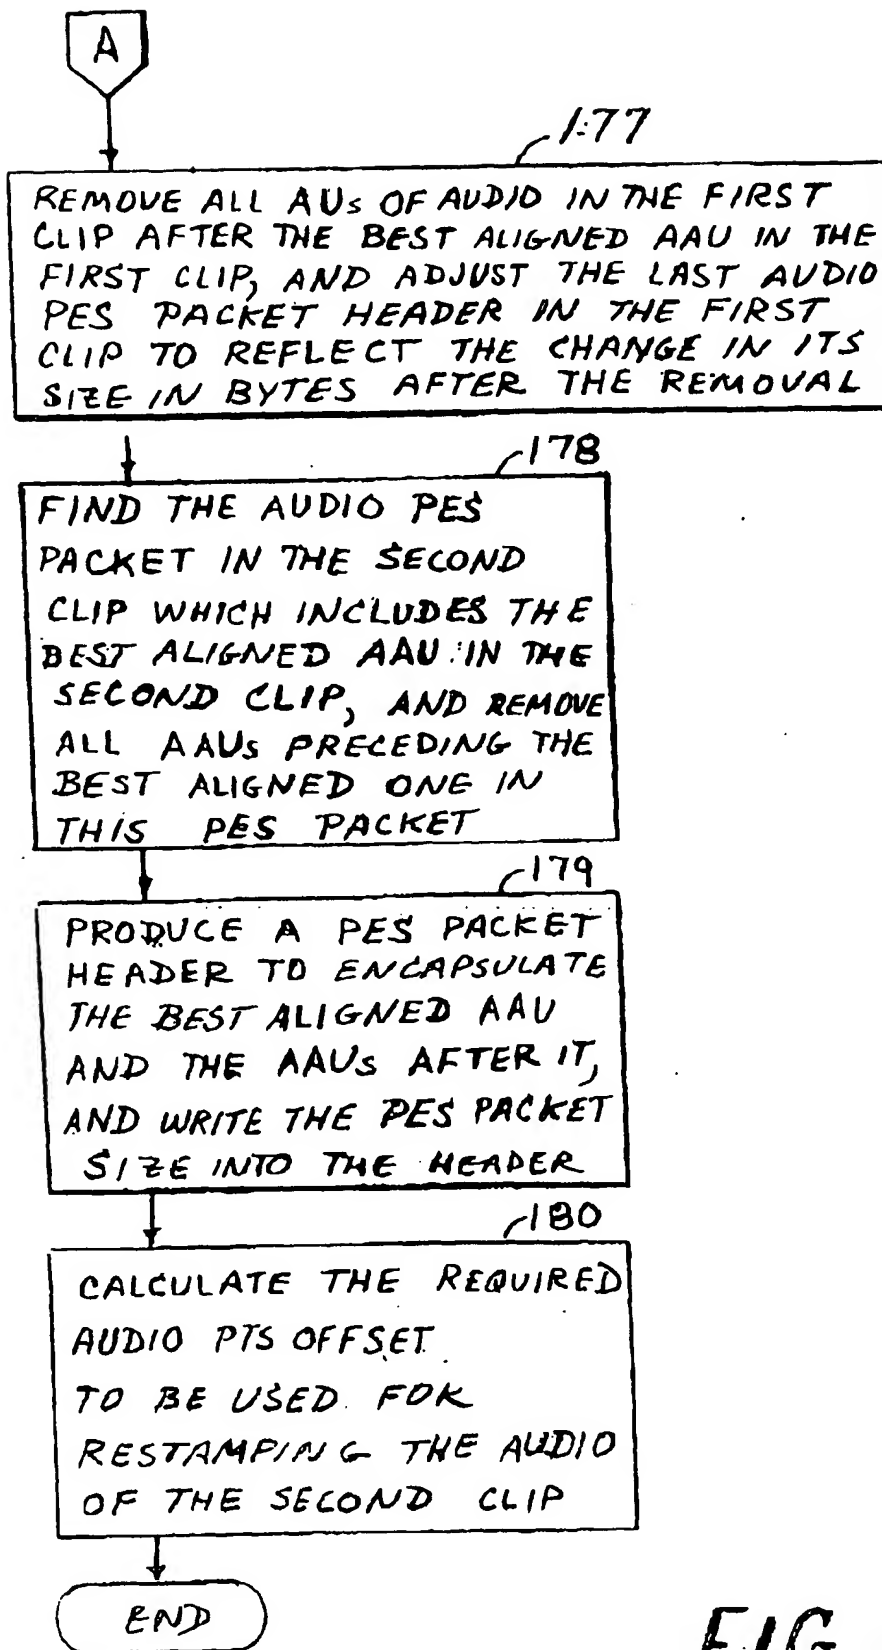 A
177
REMOVE ALL AUs OF AUDIO IN THE FIRST
CLIP AFTER THE BEST ALIGNED AAU IN THE
FIRST CLIP, AND ADJUST THE LAST AUDIO
PES PACKET HEADER IN THE FIRST
CLIP TO REFLECT THE CHANGE IN ITS
SIZE IN BYTES AFTER THE REMOVAL
178
FIND THE AUDIO PES
PACKET IN THE SECOND
CLIP WHICH INCLUDES THE
BEST ALIGNED AAU IN THE
SECOND CLIP, AND REMOVE
ALL AAUs PRECEDING THE
BEST ALIGNED ONE IN
THIS PES PACKET
179
PRODUCE A PES PACKET
HEADER TO ENCAPSULATE
THE BEST ALIGNED AAU
AND THE AAUs AFTER IT,
AND WRITE THE PES PACKET
SIZE INTO THE HEADER
180
CALCULATE THE REQUIRED
AUDIO PTS OFFSET
TO BE USED FOR
RESTAMPING THE AUDIO
OF THE SECOND CLIP
END
FIG